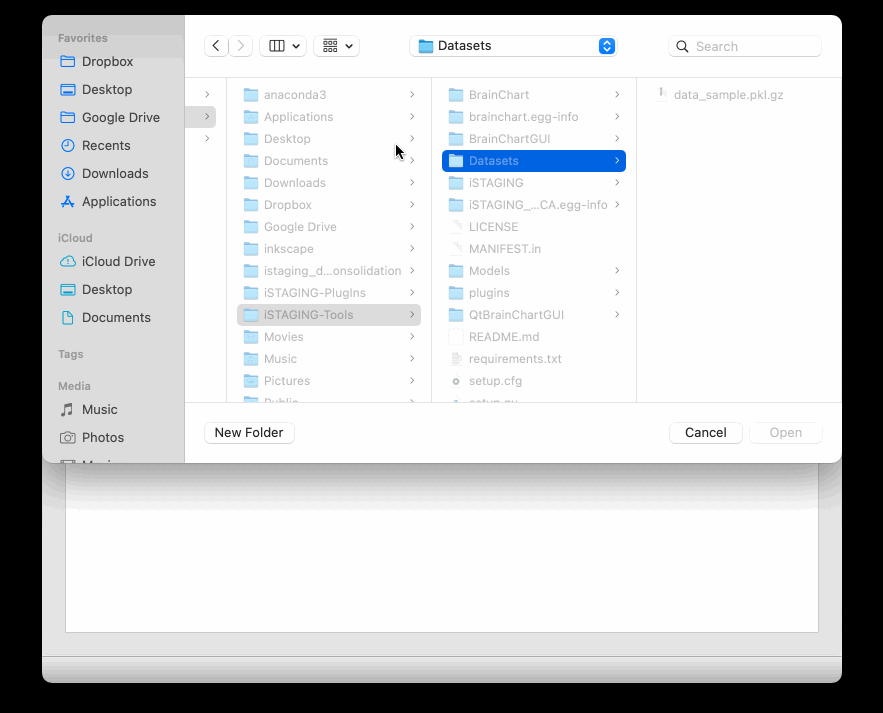 Favorites
Dropbox
Desktop
Google Drive
Recents
Downloads
Applications
iCloud
iCloud Drive
Desktop
Documents
Tags
Media
Music
Photos
Datasets
Search
anaconda3
Applications
Desktop
Documents
Downloads
Dropbox
Google Drive
inkscape
istaging_d...onsolidation
iSTAGING-PlugIns
iSTAGING-Tools
Movies
Music
Pictures
Public
BrainChart
brainchart.egg-info
BrainChartGUI
Datasets
iSTAGING
iSTAGING_...CA.egg-info
LICENSE
MANIFEST.in
Models
plugins
QtBrainChartGUI
README.md
requirements.txt
setup.cfg
setup.py
data_sample.pkl.gz
New Folder
Cancel
Open